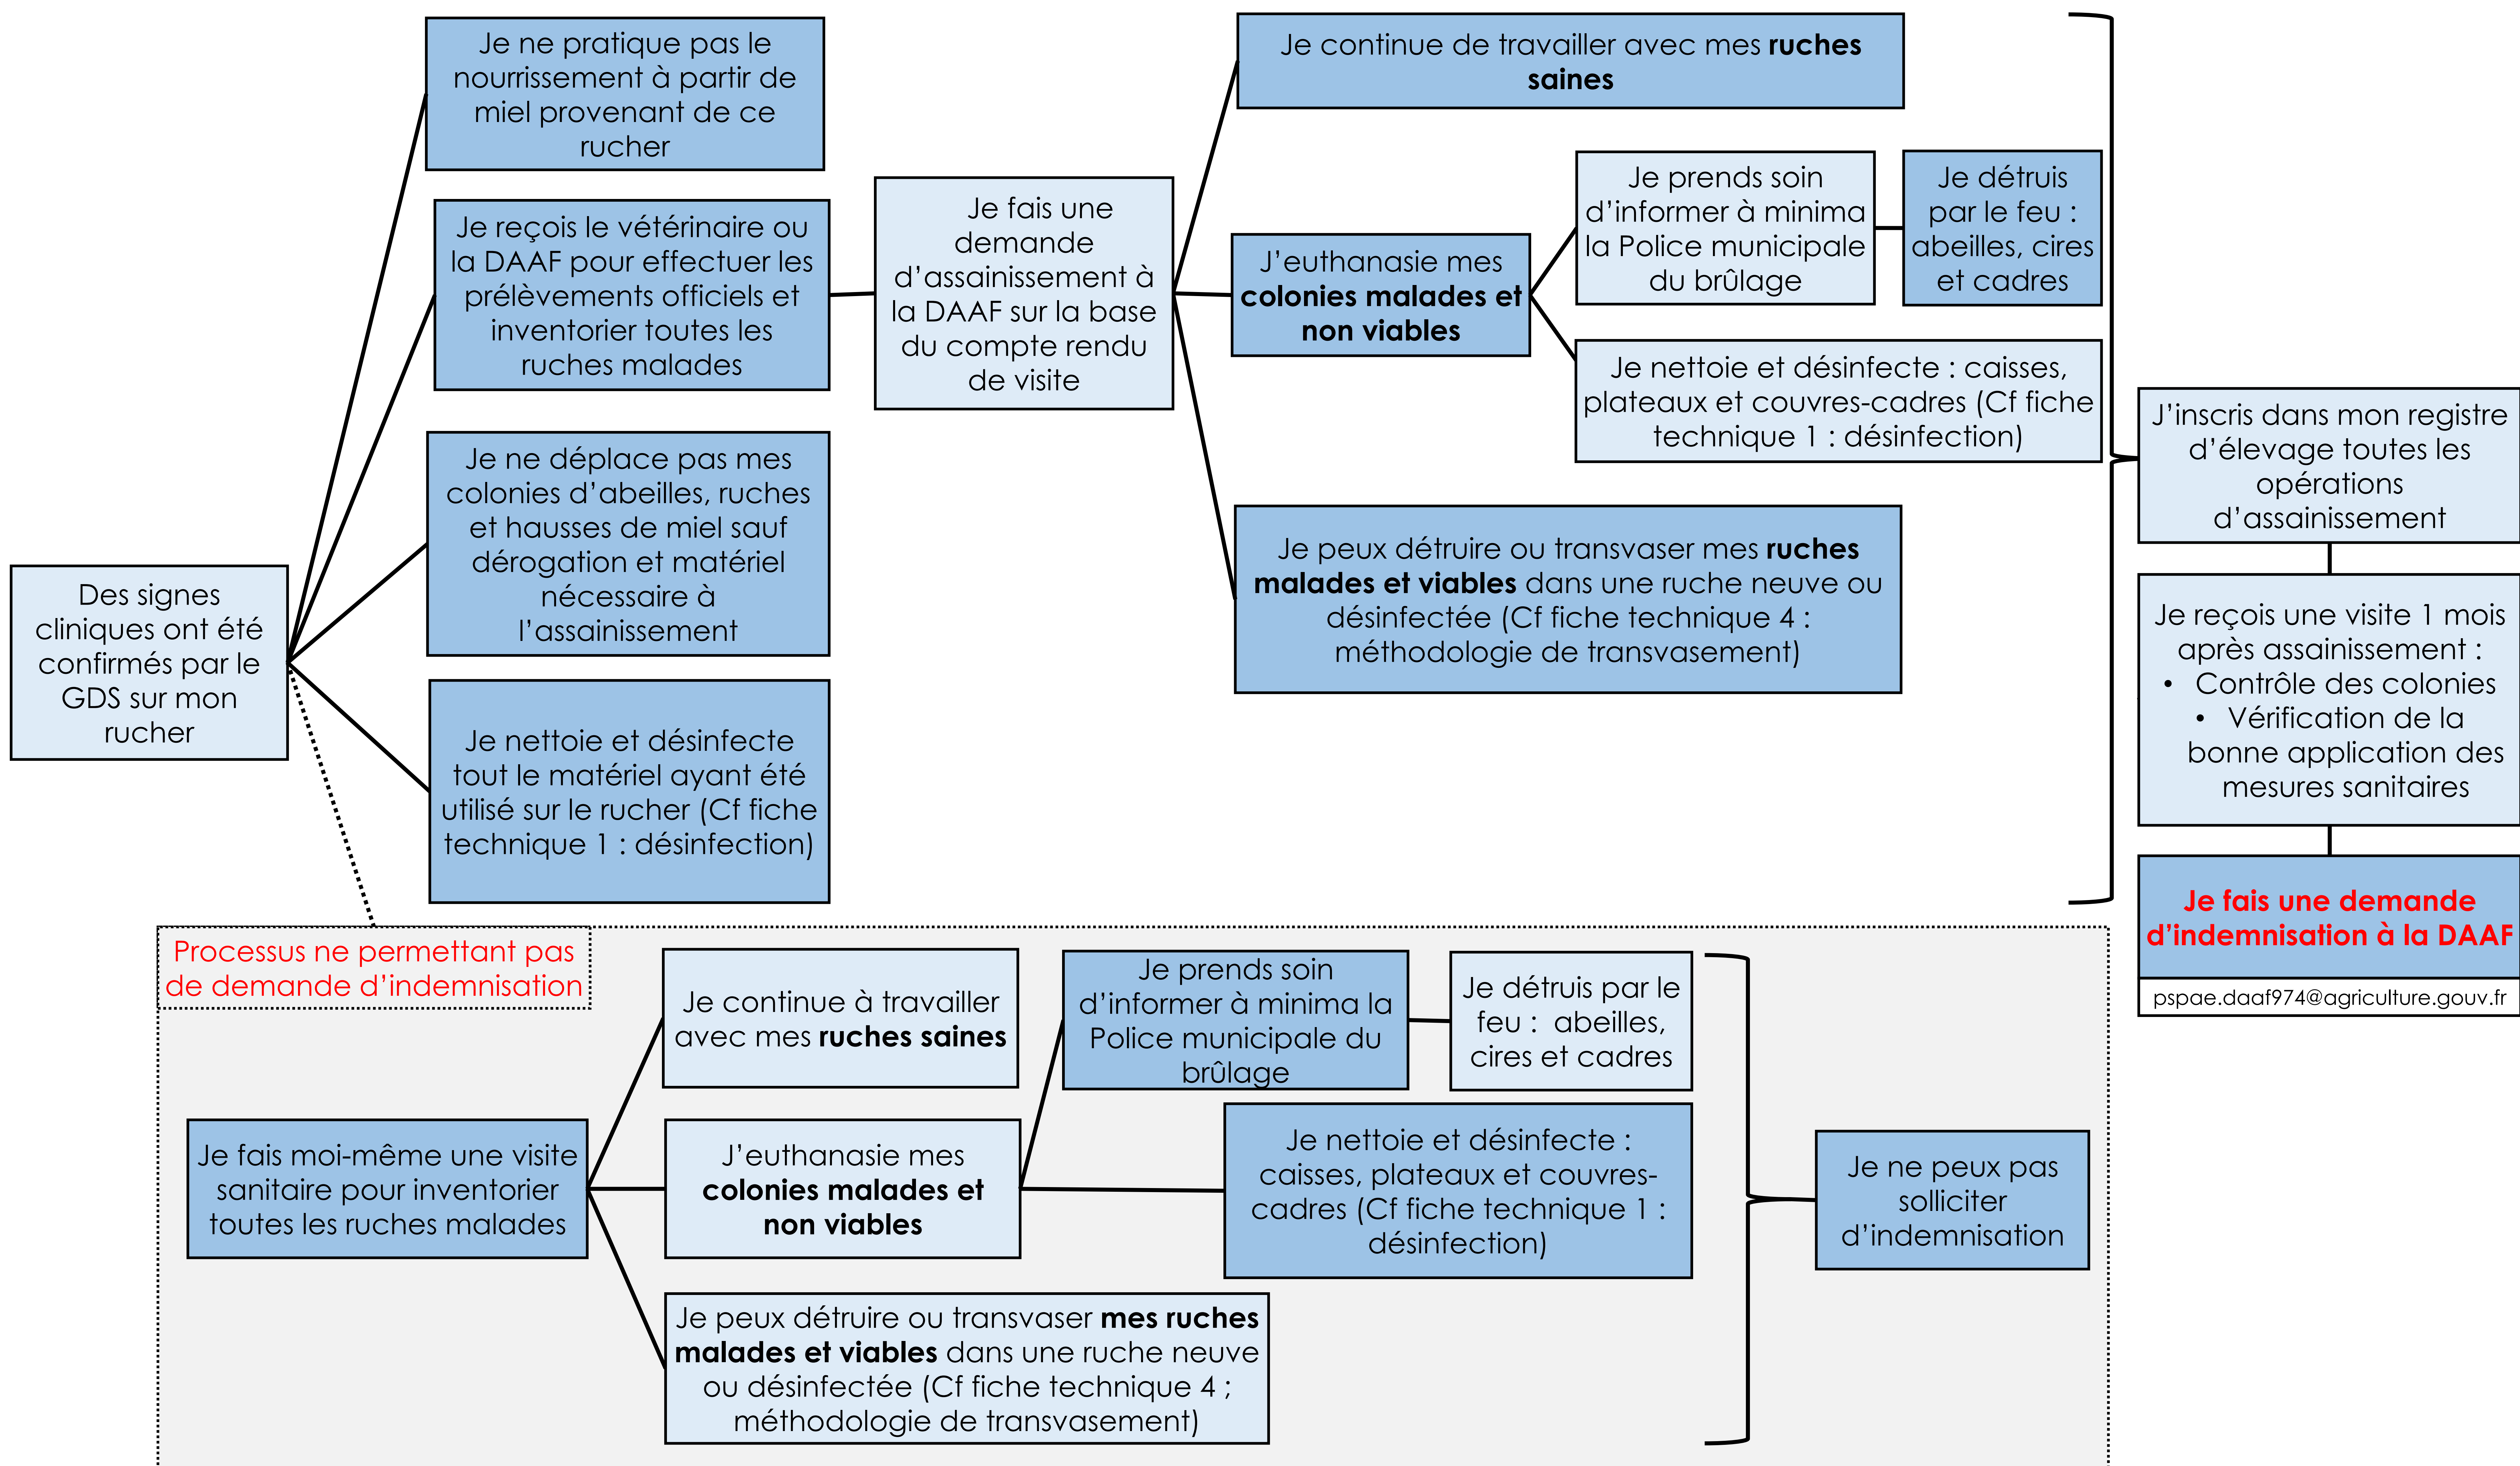 Des signes
cliniques ont été
confirmés par le
GDS sur mon
rucher
Je ne pratique pas le
nourrissement à partir de
miel provenant de ce
rucher
Je reçois le vétérinaire ou
la DAAF pour effectuer les
prélèvements officiels et
inventorier toutes les
ruches malades
Je ne déplace pas mes
colonies d’abeilles, ruches
et hausses de miel sauf
dérogation et matériel
nécessaire à
l’assainissement
Je nettoie et désinfecte
tout le matériel ayant été
utilisé sur le rucher (Cf fiche
technique 1 : désinfection)
Je fais une
demande
d’assainissement à
la DAAF sur la base
du compte rendu
de visite
Je continue de travailler avec mes ruches
saines
J’euthanasie mes
colonies malades et
non viables
Je prends soin
d’informer à minima
la Police municipale
du brûlage
Je détruis
par le feu :
abeilles, cires
et cadres
Je nettoie et désinfecte : caisses,
plateaux et couvres-cadres (Cf fiche
technique 1 : désinfection)
Je peux détruire ou transvaser mes ruches
malades et viables dans une ruche neuve ou
désinfectée (Cf fiche technique 4 :
méthodologie de transvasement)
J’inscris dans mon registre
d’élevage toutes les
opérations
d’assainissement
Je reçois une visite 1 mois
après assainissement :
• Contrôle des colonies
• Vérification de la
bonne application des
mesures sanitaires
Je fais une demande
d’indemnisation à la DAAF
pspae.daaf974@agriculture.gouv.fr
Processus ne permettant pas
de demande d’indemnisation
Je fais moi-même une visite
sanitaire pour inventorier
toutes les ruches malades
Je continue à travailler
avec mes ruches saines
J’euthanasie mes
colonies malades et
non viables
Je prends soin
d’informer à minima la
Police municipale du
brûlage
Je détruis par le
feu : abeilles,
cires et cadres
Je nettoie et désinfecte :
caisses, plateaux et couvres-
cadres (Cf fiche technique 1 :
désinfection)
Je peux détruire ou transvaser mes ruches
malades et viables dans une ruche neuve
ou désinfectée (Cf fiche technique 4 ;
méthodologie de transvasement)
Je ne peux pas
solliciter
d’indemnisation